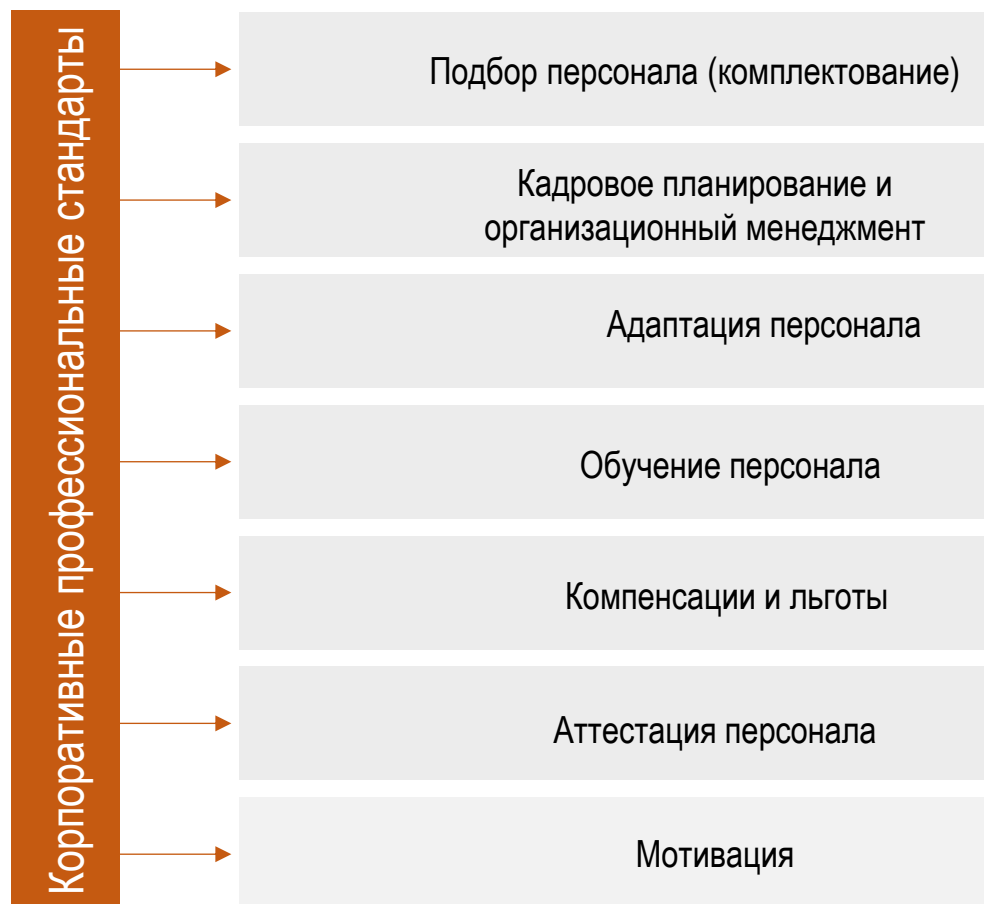 Корпоративные профессиональные стандарты
Подбор персонала (комплектование)
Кадровое планирование и
организационный менеджмент
Адаптация персонала
Обучение персонала
Компенсации и льготы
Аттестация персонала
Мотивация